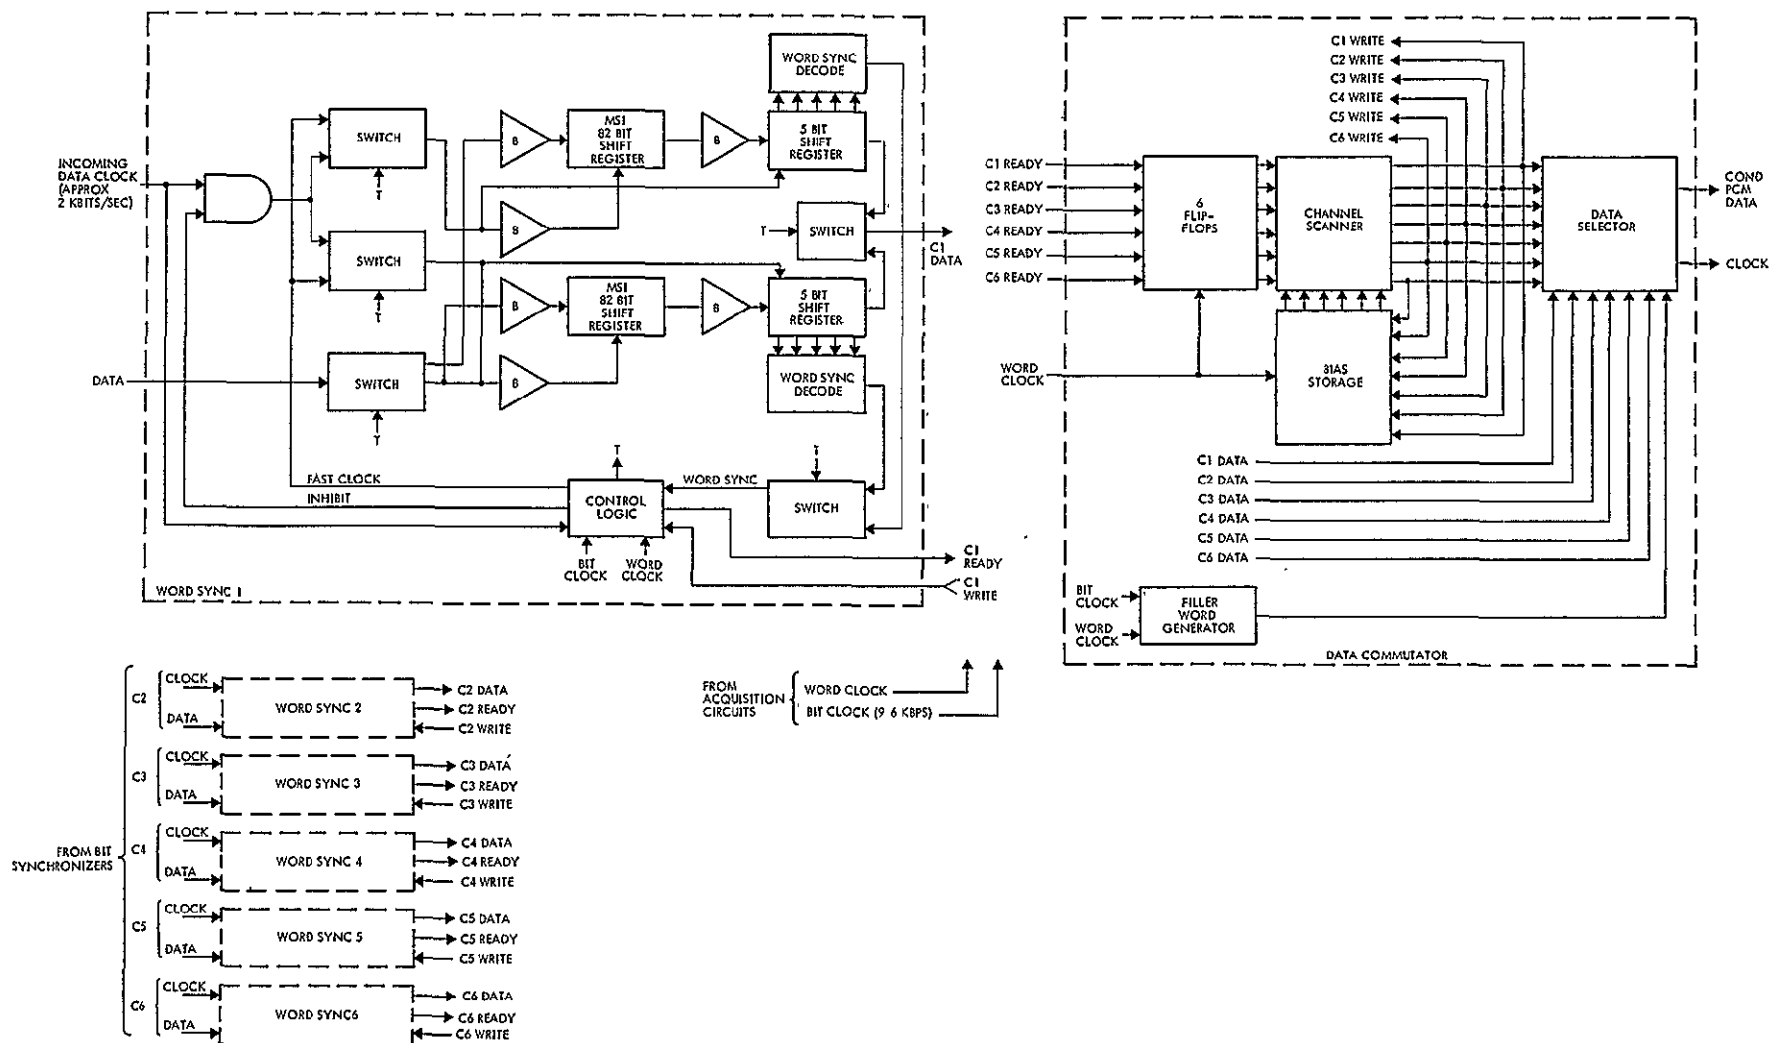 INCOMING
DATA CLOCK
(APPROX
2 KBITS/SEC)
DATA
SWITCH
T
SWITCH
T
SWITCH
T
B
MSI
82 BIT
SHIFT
REGISTER
B
5 BIT
SHIFT
REGISTER
WORD SYNC
DECODE
B
T
SWITCH
C1
DATA
B
MSI
82 BIT
SHIFT
REGISTER
B
5 BIT
SHIFT
REGISTER
B
WORD SYNC
DECODE
T
T
FAST CLOCK
INHIBIT
CONTROL
LOGIC
WORD SYNC
SWITCH
BIT
CLOCK
WORD
CLOCK
C1
READY
C1
WRITE
WORD SYNC 1
C1 WRITE
C2 WRITE
C3 WRITE
C4 WRITE
C5 WRITE
C6 WRITE
C1 READY
C2 READY
C3 READY
C4 READY
C5 READY
C6 READY
6
FLIP-
FLOPS
CHANNEL
SCANNER
DATA
SELECTOR
COND
PCM
DATA
CLOCK
WORD
CLOCK
BIAS
STORAGE
C1 DATA
C2 DATA
C3 DATA
C4 DATA
C5 DATA
C6 DATA
BIT
CLOCK
WORD
CLOCK
FILLER
WORD
GENERATOR
DATA COMMUTATOR
FROM
ACQUISITION
CIRCUITS
WORD CLOCK
BIT CLOCK (9 6 KBPS)
FROM BIT
SYNCHRONIZERS
C2
CLOCK
DATA
WORD SYNC 2
C2 DATA
C2 READY
C2 WRITE
C3
CLOCK
DATA
WORD SYNC 3
C3 DATA
C3 READY
C3 WRITE
C4
CLOCK
DATA
WORD SYNC 4
C4 DATA
C4 READY
C4 WRITE
C5
CLOCK
DATA
WORD SYNC 5
C5 DATA
C5 READY
C5 WRITE
C6
CLOCK
DATA
WORD SYNC6
C6 DATA
C6 READY
C6 WRITE